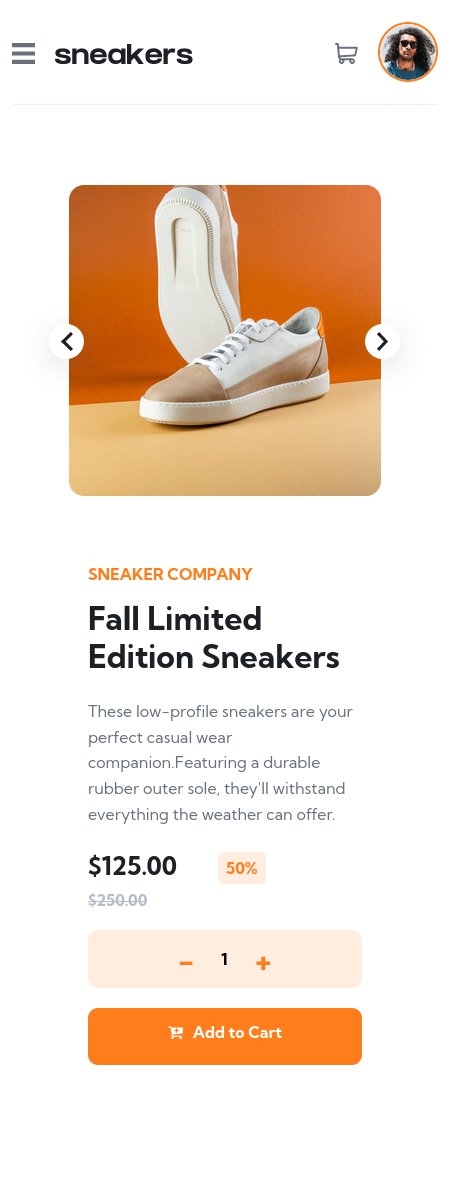 sneakers
SNEAKER COMPANY
Fall Limited
Edition Sneakers
These low-profile sneakers are your
perfect casual wear
companion.Featuring a durable
rubber outer sole, they'll withstand
everything the weather can offer.
$125.00 50%
$250.00
− 1 +
Add to Cart